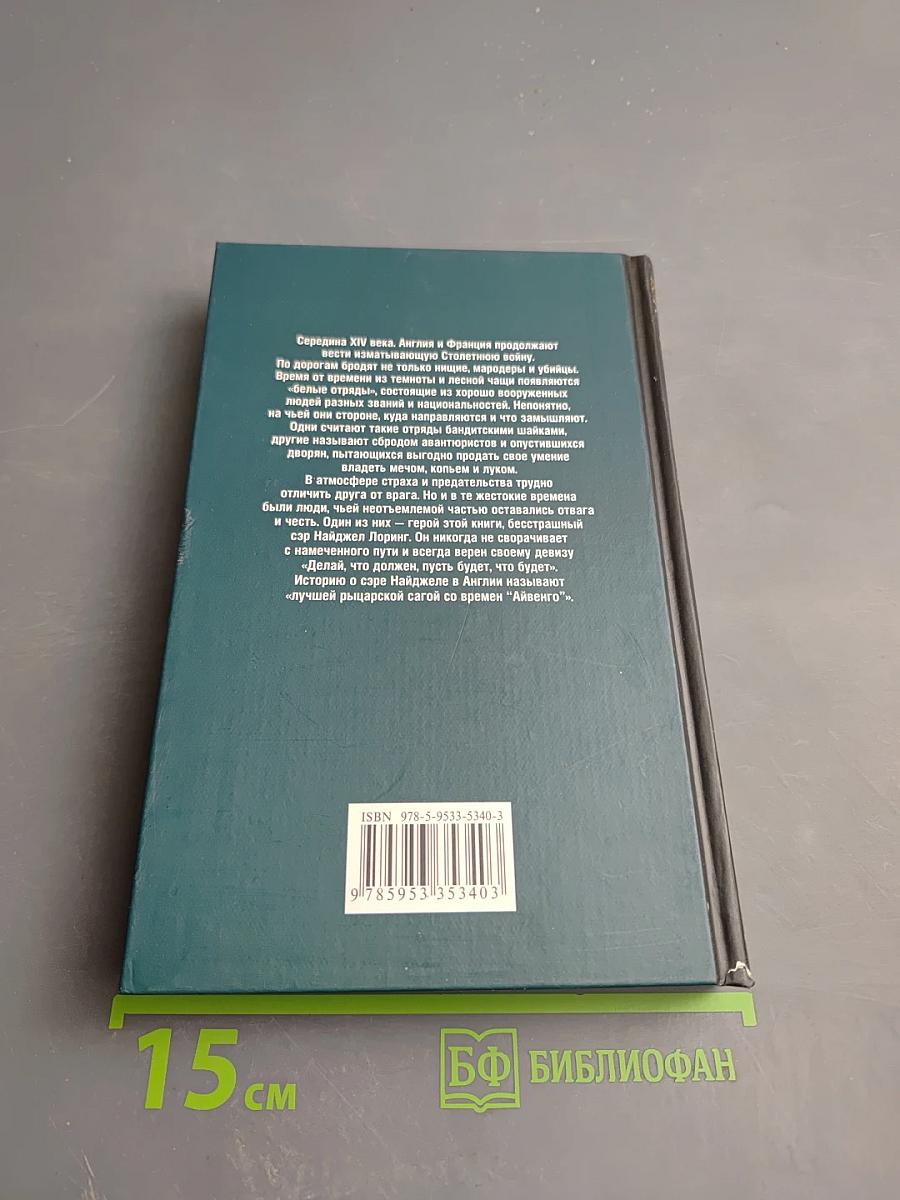 Середина XIV века. Англия и Франция продолжают
вести изматывающую Столетнюю войну.
По дорогам бродят не только нищие, мародеры и убийцы.
Время от времени из темноты и лесной чащи появляются
«белые отряды», состоящие из хорошо вооруженных
людей разных званий и национальностей. Непонятно,
на чьей они стороне, куда направляются и что замышляют.
Одни считают такие отряды бандитскими шайками,
другие называют сбродом авантюристов и опустившихся
дворян, пытающихся выгодно продать свое умение
владеть мечом, копьем и луком.
В атмосфере страха и предательства трудно
отличить друга от врага. Но и в те жестокие времена
были люди, чьей неотъемлемой частью оставались отвага
и честь. Один из них — герой этой книги, бесстрашный
сэр Найджел Лоринг. Он никогда не сворачивает
с намеченного пути и всегда верен своему девизу
«Делай, что должен, пусть будет, что будет».
Историю о сэре Найджеле в Англии называют
«лучшей рыцарской сагой со времен “Айвенго”».
ISBN 978-5-9533-5340-3
9 785953 353403
15 см
БФ БИБЛИОФАН